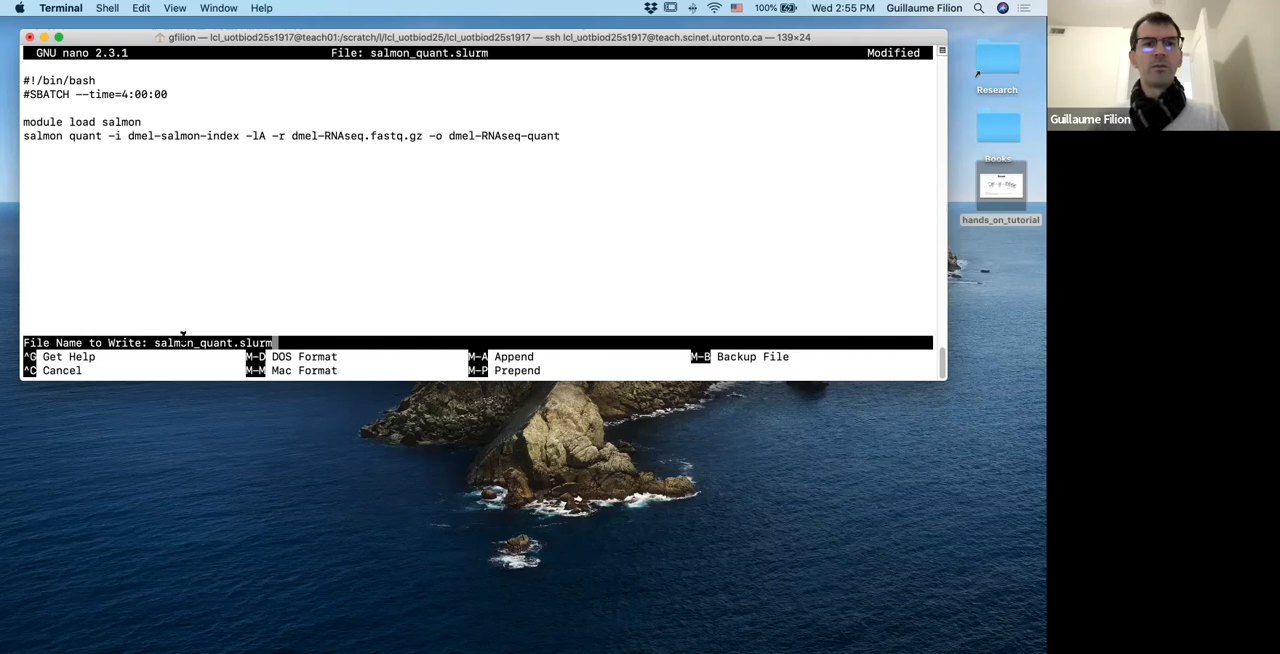 Terminal Shell Edit View Window Help 100% Wed 2:55 PM Guillaume Filion
gfilion — lcl_uotbiod25s1917@teach01:/scratch/l/lcl_uotbiod25/lcl_uotbiod25s1917 — ssh lcl_uotbiod25s1917@teach.scinet.utoronto.ca — 139×24
GNU nano 2.3.1 File: salmon_quant.slurm Modified
#!/bin/bash
#SBATCH --time=4:00:00
module load salmon
salmon quant -i dmel-salmon-index -lA -r dmel-RNAseq.fastq.gz -o dmel-RNAseq-quant
File Name to Write: salmon_quant.slurm
^G Get Help M-D DOS Format M-A Append M-B Backup File
^C Cancel M-M Mac Format M-P Prepend
Research
Books
hands_on_tutorial
Guillaume Filion